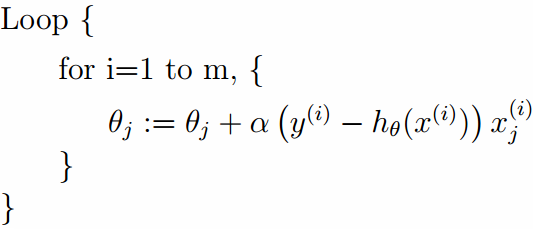 Loop {
for i=1 to m, {
θ_j := θ_j + α (y^{(i)} − h_θ(x^{(i)})) x_j^{(i)}
}
}